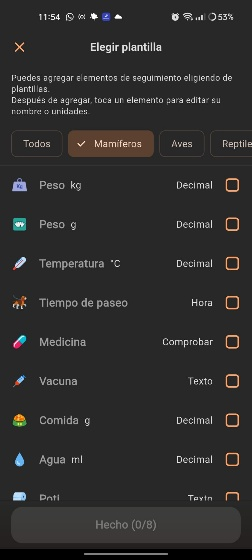 11:54 53%
Elegir plantilla
Puedes agregar elementos de seguimiento eligiendo de
plantillas.
Después de agregar, toca un elemento para editar su
nombre o unidades.
Todos Mamíferos Aves Reptile
Peso kg Decimal
Peso g Decimal
Temperatura °C Decimal
Tiempo de paseo Hora
Medicina Comprobar
Vacuna Texto
Comida g Decimal
Agua ml Decimal
Poti Texto
Hecho (0/8)